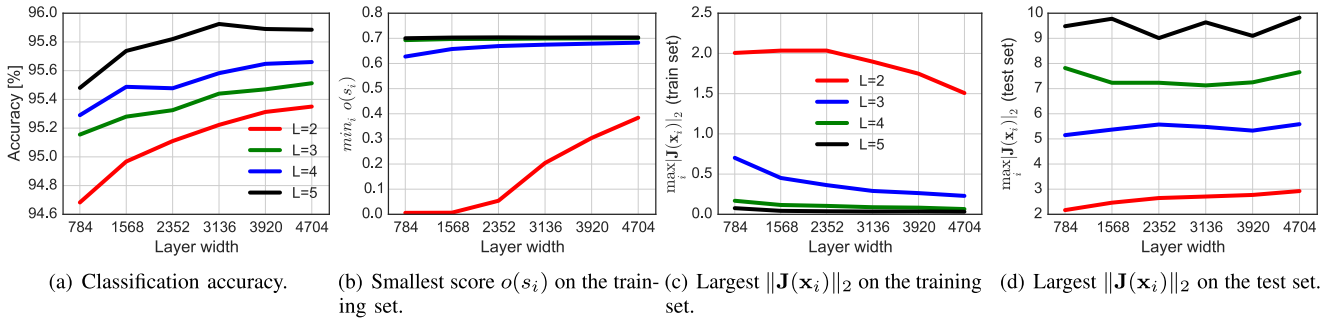 Accuracy [%]
96.0
95.8
95.6
95.4
95.2
95.0
94.8
94.6
L=2
L=3
L=4
L=5
784 1568 2352 3136 3920 4704
Layer width
min_i o(s_i)
0.8
0.7
0.6
0.5
0.4
0.3
0.2
0.1
0.0
784 1568 2352 3136 3920 4704
Layer width
max_i |J(x_i)|_2 (train set)
2.5
2.0
1.5
1.0
0.5
0.0
L=2
L=3
L=4
L=5
784 1568 2352 3136 3920 4704
Layer width
max_i |J(x_i)|_2 (test set)
10
9
8
7
6
5
4
3
2
784 1568 2352 3136 3920 4704
Layer width
(a) Classification accuracy.
(b) Smallest score o(s_i) on the train-
ing set.
(c) Largest ‖J(x_i)‖_2 on the training
set.
(d) Largest ‖J(x_i)‖_2 on the test set.